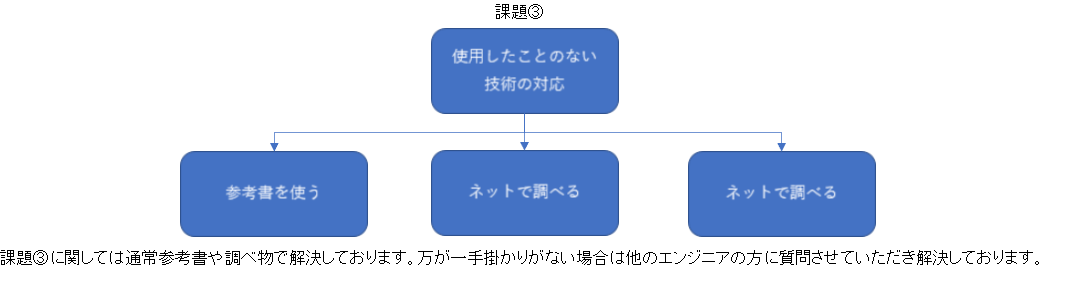 課題③
使用したことのない
技術の対応
参考書を使う
ネットで調べる
ネットで調べる
課題③に関しては通常参考書や調べ物で解決しております。万が一手掛かりがない場合は他のエンジニアの方に質問させていただき解決しております。